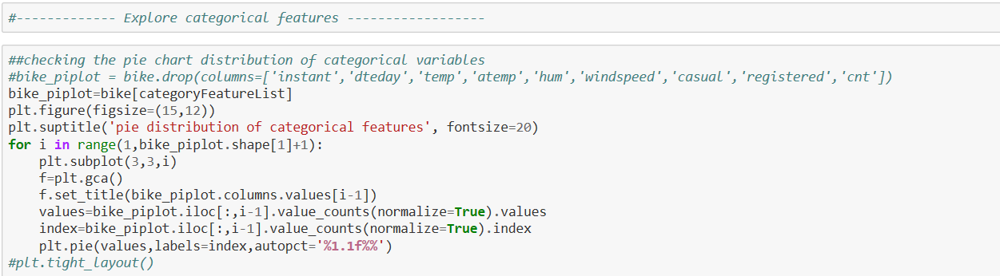 #------------- Explore categorical features ------------------
##checking the pie chart distribution of categorical variables
#bike_piplot = bike.drop(columns=['instant','dteday','temp','atemp','hum','windspeed','casual','registered','cnt'])
bike_piplot=bike[categoryFeatureList]
plt.figure(figsize=(15,12))
plt.suptitle('pie distribution of categorical features', fontsize=20)
for i in range(1,bike_piplot.shape[1]+1):
    plt.subplot(3,3,i)
    f=plt.gca()
    f.set_title(bike_piplot.columns.values[i-1])
    values=bike_piplot.iloc[:,i-1].value_counts(normalize=True).values
    index=bike_piplot.iloc[:,i-1].value_counts(normalize=True).index
    plt.pie(values,labels=index,autopct='%1.1f%%')
#plt.tight_layout()